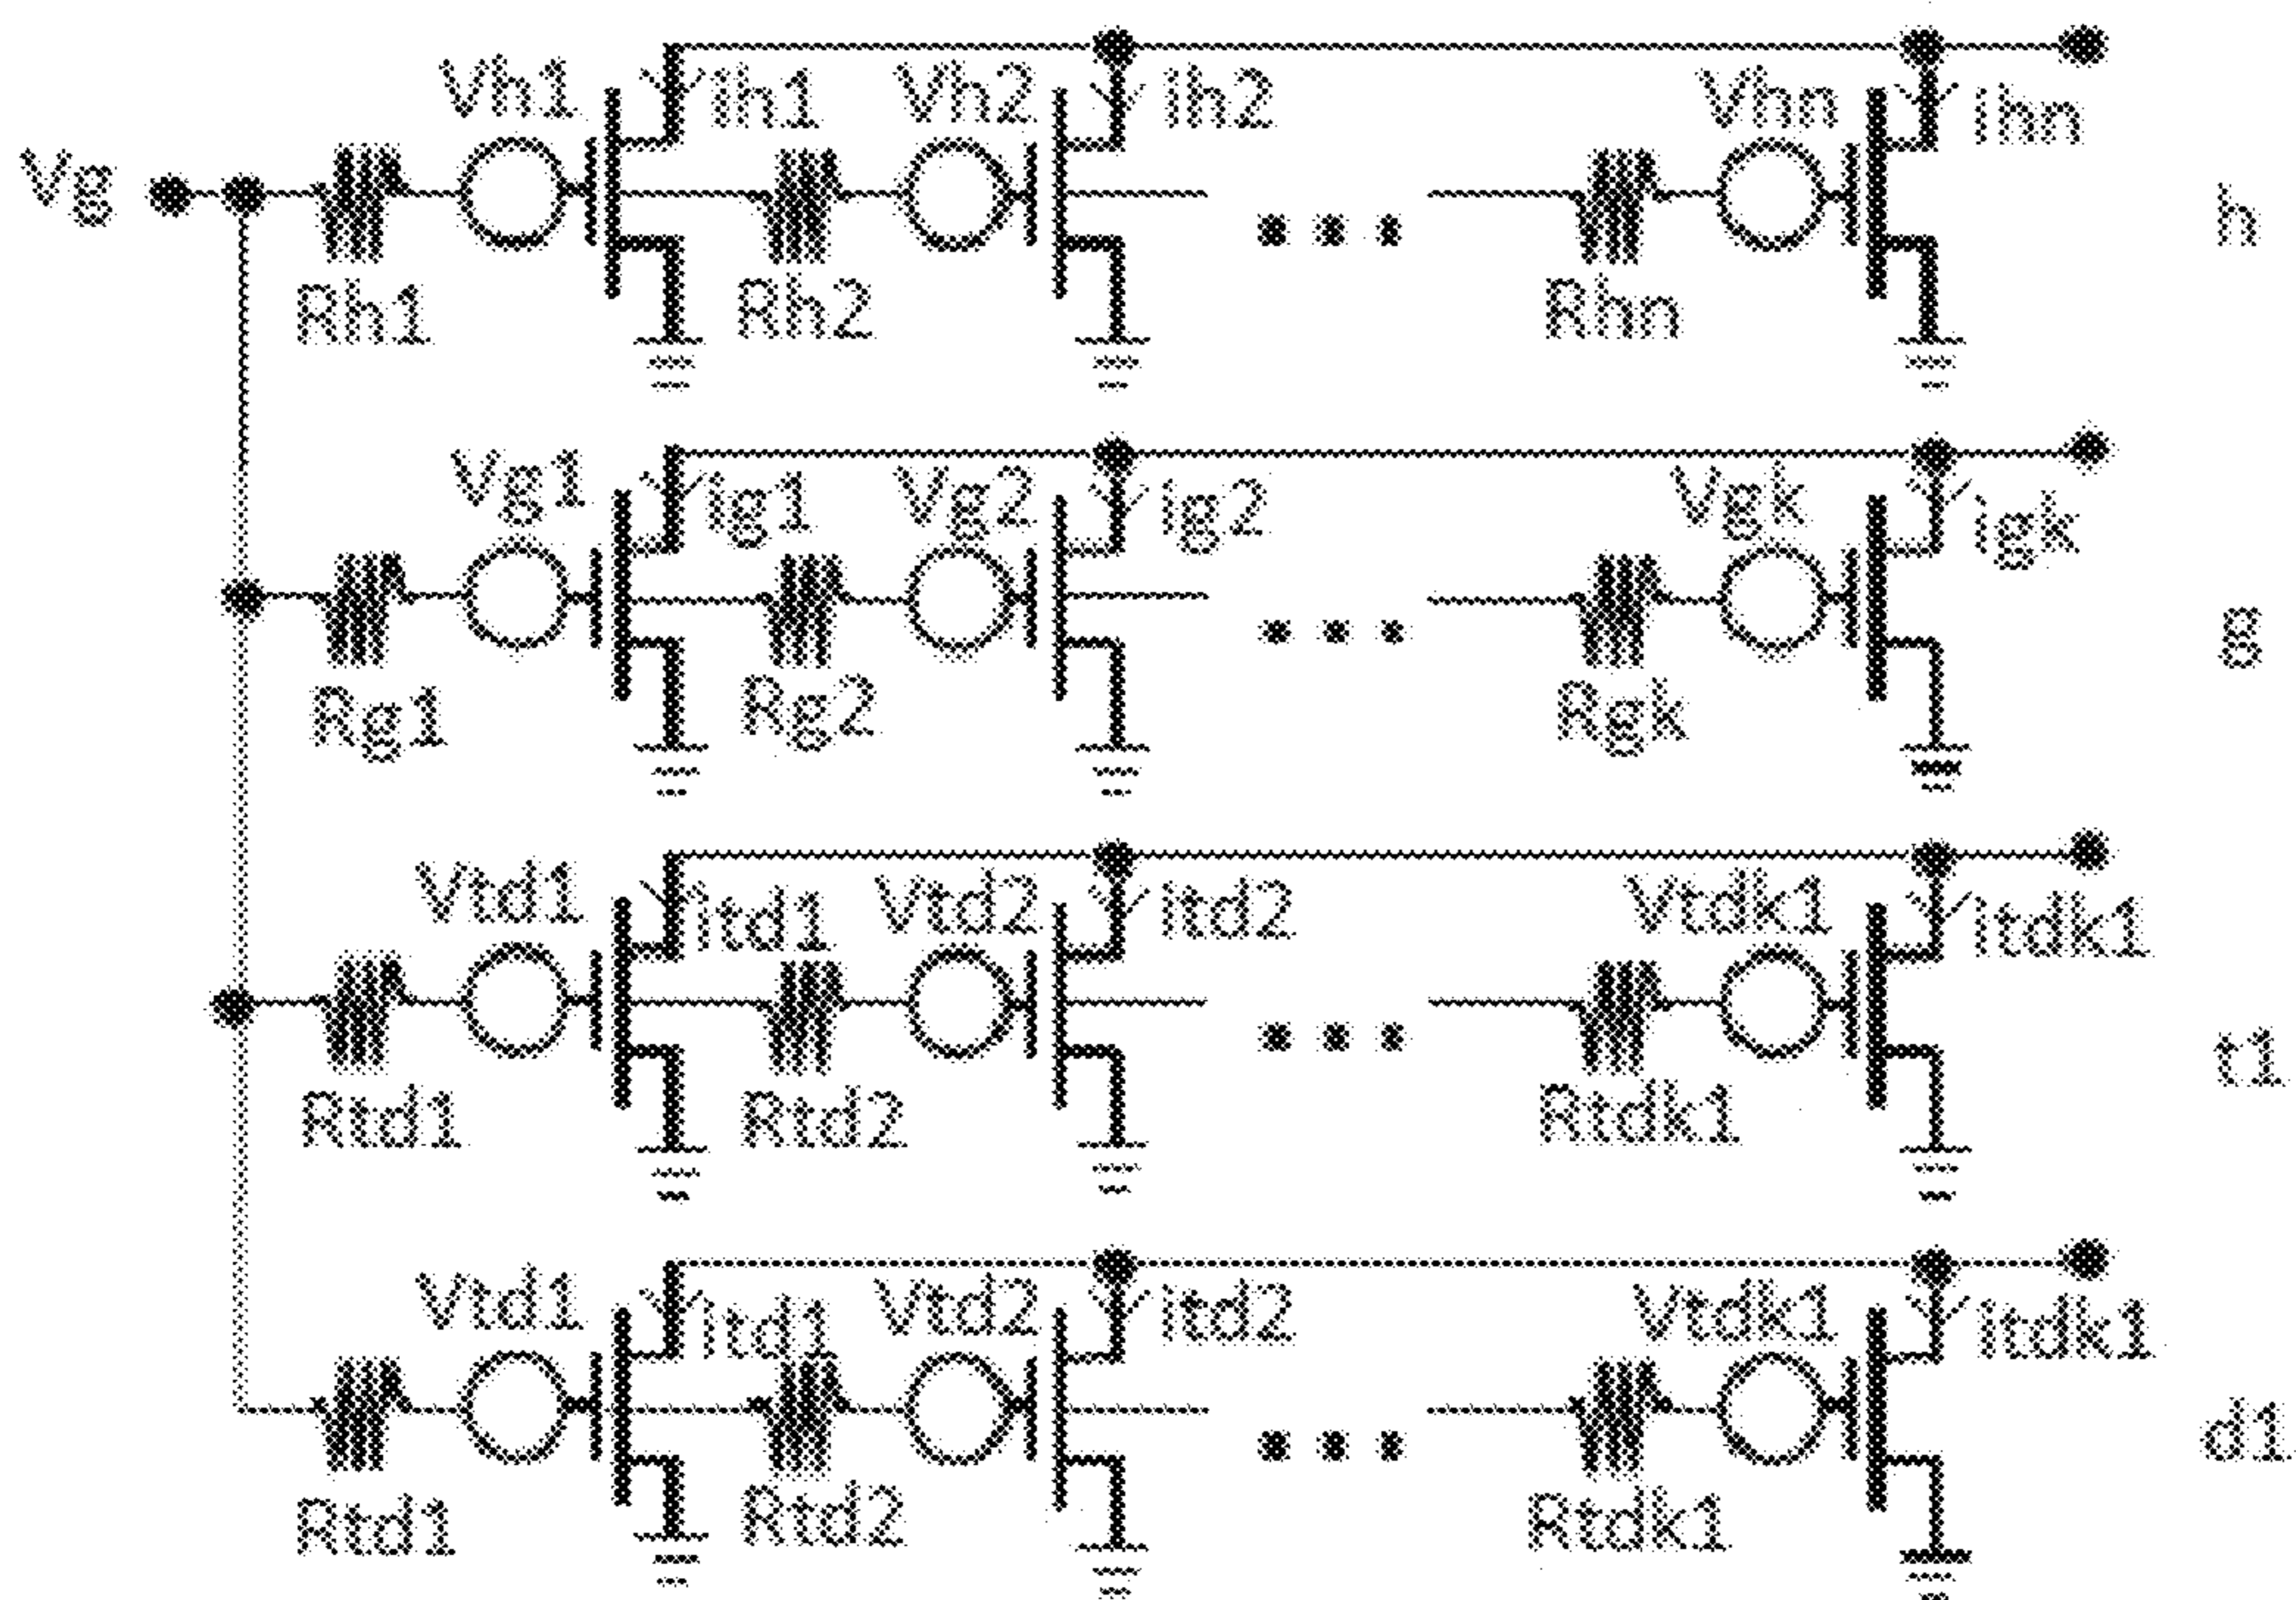 Vh1 ih1 Vh2 ih2 Vhn ihn
Vg h
Rh1 Rh2 Rhn
Vg1 ig1 Vg2 ig2 Vgk igk
g
Rg1 Rg2 Rgk
Vtd1 itd1 Vtd2 itd2 Vtdk1 itdk1
t1
Rtd1 Rtd2 Rtdk1
Vtd1 itd1 Vtd2 itd2 Vtdk1 itdk1
d1
Rtd1 Rtd2 Rtdk1